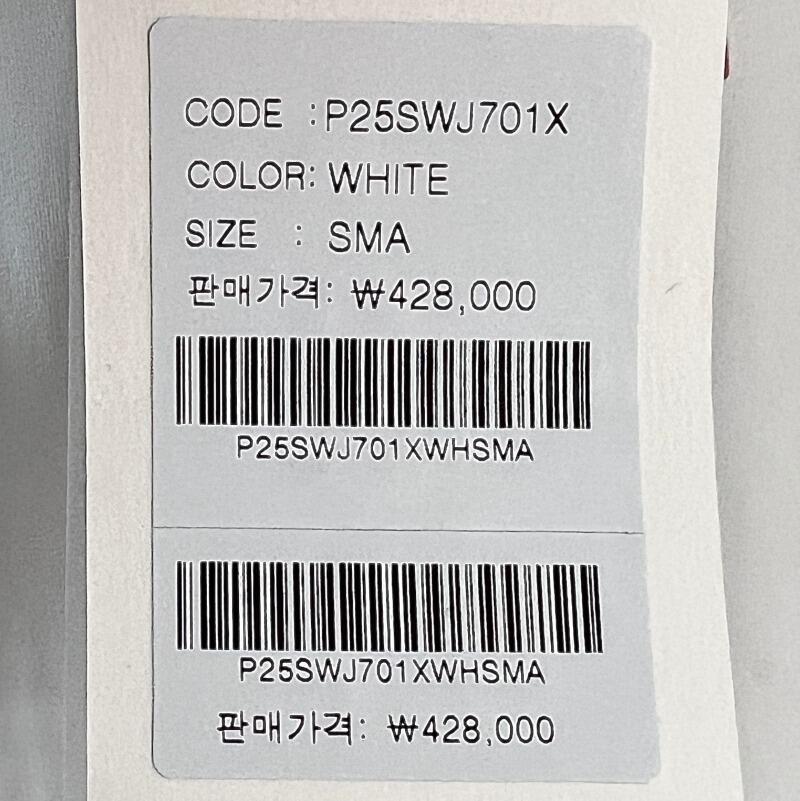 CODE : P25SWJ701X
COLOR: WHITE
SIZE : SMA
판매가격: ₩428,000
P25SWJ701XWHSMA
P25SWJ701XWHSMA
판매가격: ₩428,000